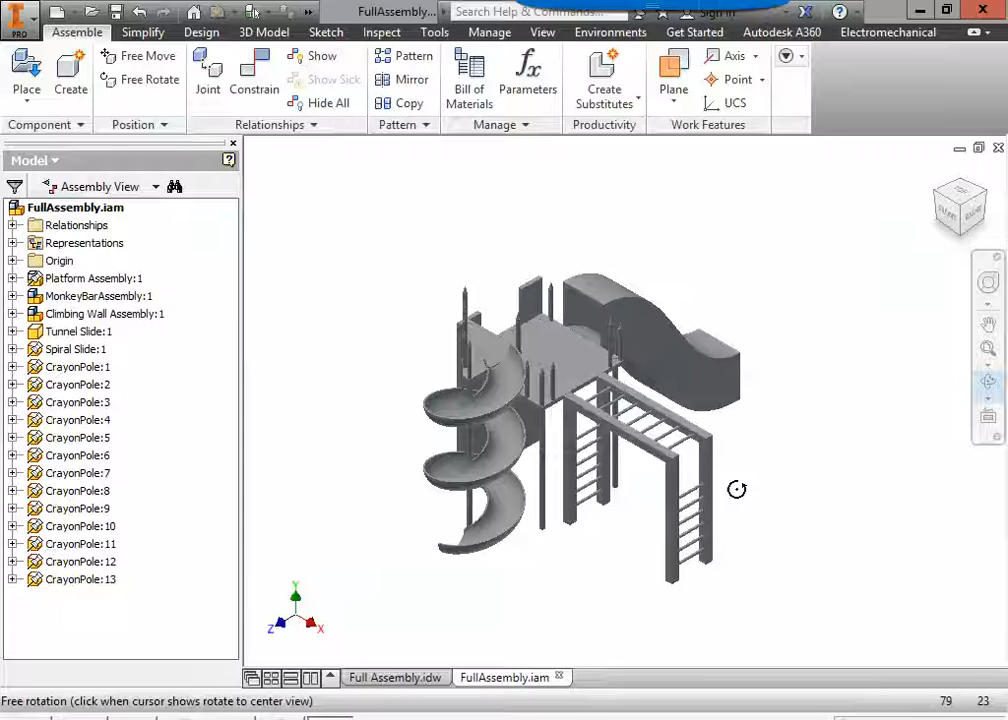 FullAssembly...
Search Help & Commands...
Sign In
PRO
Assemble
Simplify
Design
3D Model
Sketch
Inspect
Tools
Manage
View
Environments
Get Started
Autodesk A360
Electromechanical
Place
Create
Free Move
Free Rotate
Joint
Constrain
Show
Show Sick
Hide All
Pattern
Mirror
Copy
Bill of
Materials
fx
Parameters
Create
Substitutes
Plane
Axis
Point
UCS
Component
Position
Relationships
Pattern
Manage
Productivity
Work Features
Model
Assembly View
FullAssembly.iam
Relationships
Representations
Origin
Platform Assembly:1
MonkeyBarAssembly:1
Climbing Wall Assembly:1
Tunnel Slide:1
Spiral Slide:1
CrayonPole:1
CrayonPole:2
CrayonPole:3
CrayonPole:4
CrayonPole:5
CrayonPole:6
CrayonPole:7
CrayonPole:8
CrayonPole:9
CrayonPole:10
CrayonPole:11
CrayonPole:12
CrayonPole:13
TOP
Y
Z
X
Full Assembly.idw
FullAssembly.iam
Free rotation (click when cursor shows rotate to center view)
79
23